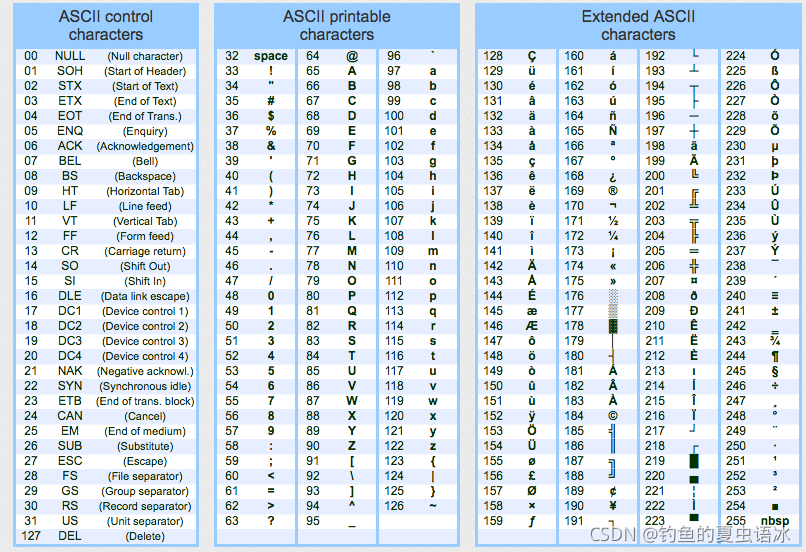 ASCII control
characters
00 NULL (Null character)
01 SOH (Start of Header)
02 STX (Start of Text)
03 ETX (End of Text)
04 EOT (End of Trans.)
05 ENQ (Enquiry)
06 ACK (Acknowledgement)
07 BEL (Bell)
08 BS (Backspace)
09 HT (Horizontal Tab)
10 LF (Line feed)
11 VT (Vertical Tab)
12 FF (Form feed)
13 CR (Carriage return)
14 SO (Shift Out)
15 SI (Shift In)
16 DLE (Data link escape)
17 DC1 (Device control 1)
18 DC2 (Device control 2)
19 DC3 (Device control 3)
20 DC4 (Device control 4)
21 NAK (Negative acknowl.)
22 SYN (Synchronous idle)
23 ETB (End of trans. block)
24 CAN (Cancel)
25 EM (End of medium)
26 SUB (Substitute)
27 ESC (Escape)
28 FS (File separator)
29 GS (Group separator)
30 RS (Record separator)
31 US (Unit separator)
127 DEL (Delete)
ASCII printable
characters
32 space 64 @ 96 `
33 ! 65 A 97 a
34 " 66 B 98 b
35 # 67 C 99 c
36 $ 68 D 100 d
37 % 69 E 101 e
38 & 70 F 102 f
39 ' 71 G 103 g
40 ( 72 H 104 h
41 ) 73 I 105 i
42 * 74 J 106 j
43 + 75 K 107 k
44 , 76 L 108 l
45 - 77 M 109 m
46 . 78 N 110 n
47 / 79 O 111 o
48 0 80 P 112 p
49 1 81 Q 113 q
50 2 82 R 114 r
51 3 83 S 115 s
52 4 84 T 116 t
53 5 85 U 117 u
54 6 86 V 118 v
55 7 87 W 119 w
56 8 88 X 120 x
57 9 89 Y 121 y
58 : 90 Z 122 z
59 ; 91 [ 123 {
60 < 92 \ 124 |
61 = 93 ] 125 }
62 > 94 ^ 126 ~
63 ? 95 _
Extended ASCII
characters
128 Ç 160 á 192 └ 224 Ó
129 ü 161 í 193 ┴ 225 ß
130 é 162 ó 194 ┬ 226 Ô
131 â 163 ú 195 ├ 227 Ò
132 ä 164 ñ 196 ─ 228 õ
133 à 165 Ñ 197 ┼ 229 Õ
134 å 166 ª 198 ã 230 µ
135 ç 167 º 199 Ã 231 þ
136 ê 168 ¿ 200 ╚ 232 Þ
137 ë 169 ® 201 ╔ 233 Ú
138 è 170 ¬ 202 ╩ 234 Û
139 ï 171 ½ 203 ╦ 235 Ù
140 î 172 ¼ 204 ╠ 236 ý
141 ì 173 ¡ 205 ═ 237 Ý
142 Ä 174 « 206 ╬ 238 ¯
143 Å 175 » 207 ¤ 239 ´
144 É 176 ░ 208 ð 240 ≡
145 æ 177 ▒ 209 Ð 241 ±
146 Æ 178 ▓ 210 Ê 242 ‗
147 ô 179 │ 211 Ë 243 ¾
148 ö 180 ┤ 212 È 244 ¶
149 ò 181 Á 213 ı 245 §
150 û 182 Â 214 Í 246 ÷
151 ù 183 À 215 Î 247 ¸
152 ÿ 184 © 216 Ï 248 °
153 Ö 185 ╣ 217 ┘ 249 ¨
154 Ü 186 ║ 218 ┌ 250 ·
155 ø 187 ╗ 219 █ 251 ¹
156 £ 188 ╝ 220 ▄ 252 ³
157 Ø 189 ¢ 221 ¦ 253 ²
158 × 190 ¥ 222 Ì 254 ■
159 ƒ 191 ┐ 223 ▀ 255 nbsp
CSDN @钓鱼的夏虫语冰